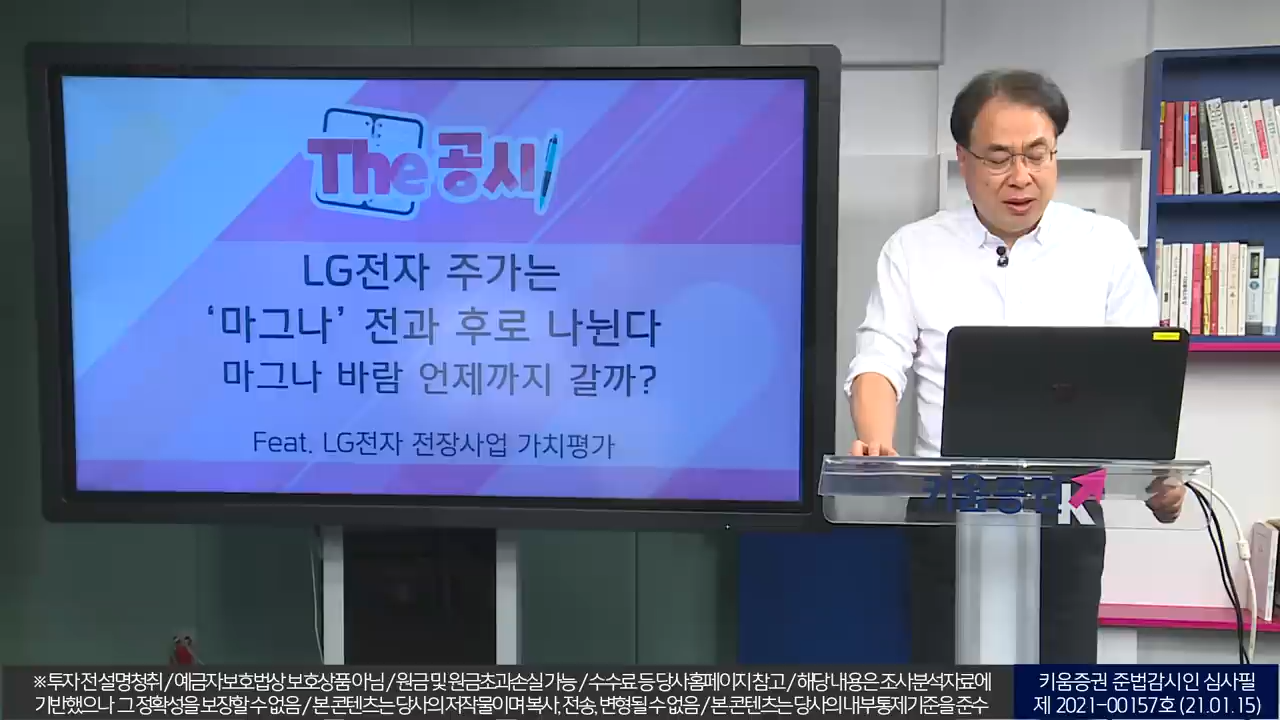 The 공시
LG전자 주가는
‘마그나’ 전과 후로 나뉜다
마그나 바람 언제까지 갈까?
Feat. LG전자 전장사업 가치평가
키움증권
※ 투자 전 설명청취 / 예금자보호법상 보호상품 아님 / 원금 및 원금초과손실 가능 / 수수료 등 당사홈페이지 참고 / 해당 내용은 조사분석자료에
기반했으나 그 정확성을 보장할 수 없음 / 본 콘텐츠는 당사의 저작물이며 복사, 전송, 변형될 수 없음 / 본 콘텐츠는 당사의 내부통제기준을 준수
키움증권 준법감시인 심사필
제 2021-00157호 (21.01.15)